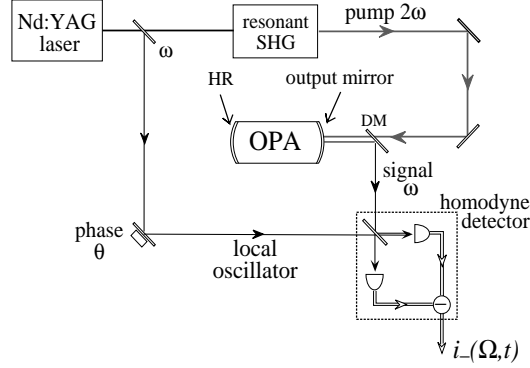 Nd:YAG
laser
ω
resonant
SHG
pump 2ω
HR
output mirror
OPA
DM
signal
ω
homodyne
detector
phase
θ
local
oscillator
−
i₋(Ω,t)